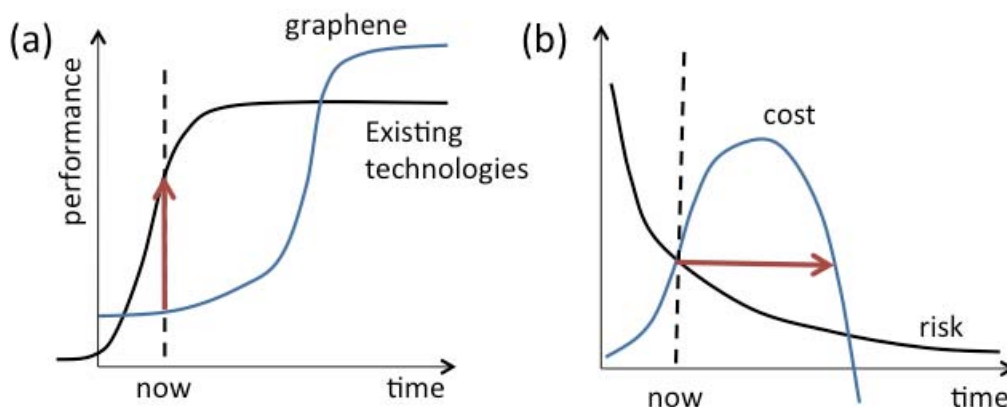 (a)
graphene
performance
Existing
technologies
now
time
(b)
cost
risk
now
time